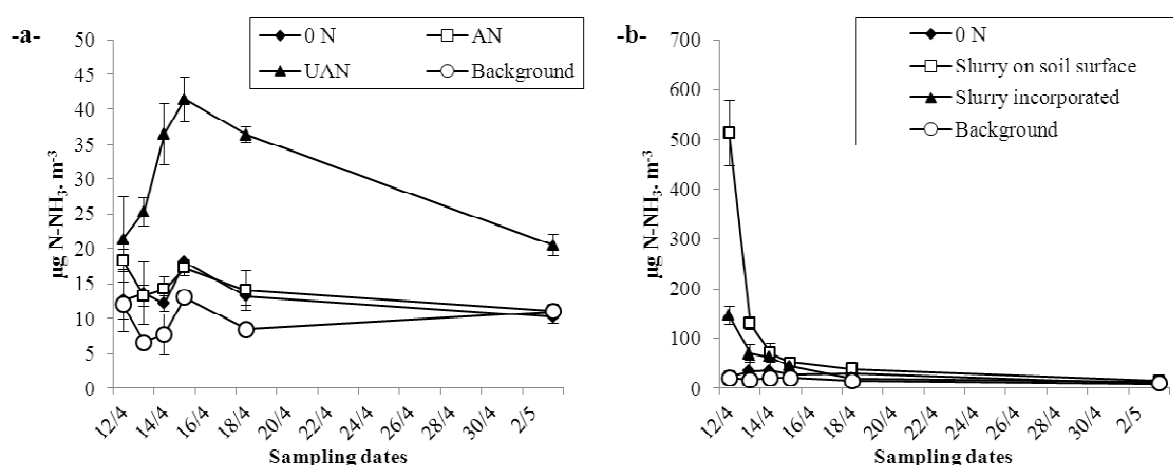 -a-
50
45
40
35
30
25
20
15
10
5
0
µg N-NH3. m-3
0 N
AN
UAN
Background
12/4
14/4
16/4
18/4
20/4
22/4
24/4
26/4
28/4
30/4
2/5
Sampling dates
-b-
700
600
500
400
300
200
100
0
µg N-NH3. m-3
0 N
Slurry on soil surface
Slurry incorporated
Background
12/4
14/4
16/4
18/4
20/4
22/4
24/4
26/4
28/4
30/4
2/5
Sampling dates